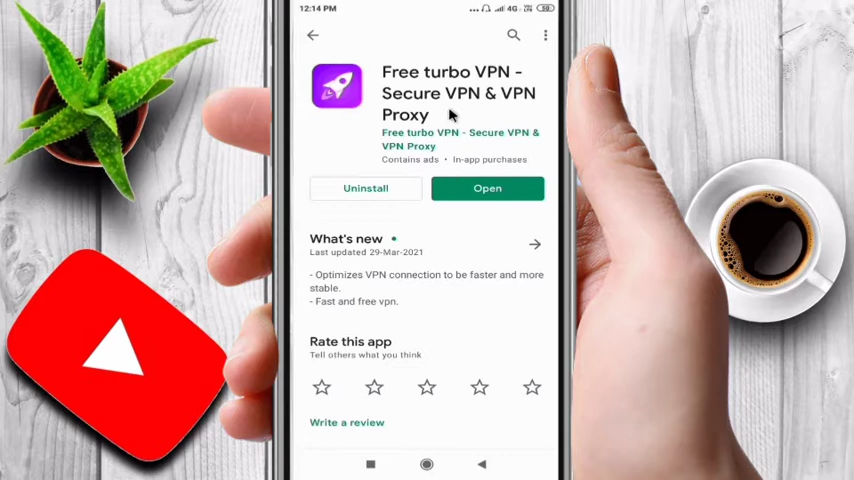 12:14 PM
4G
Free turbo VPN -
Secure VPN & VPN
Proxy
Free turbo VPN - Secure VPN &
VPN Proxy
Contains ads • In-app purchases
Uninstall
Open
What's new •
Last updated 29-Mar-2021
- Optimizes VPN connection to be faster and more
stable.
- Fast and free vpn.
Rate this app
Tell others what you think
Write a review